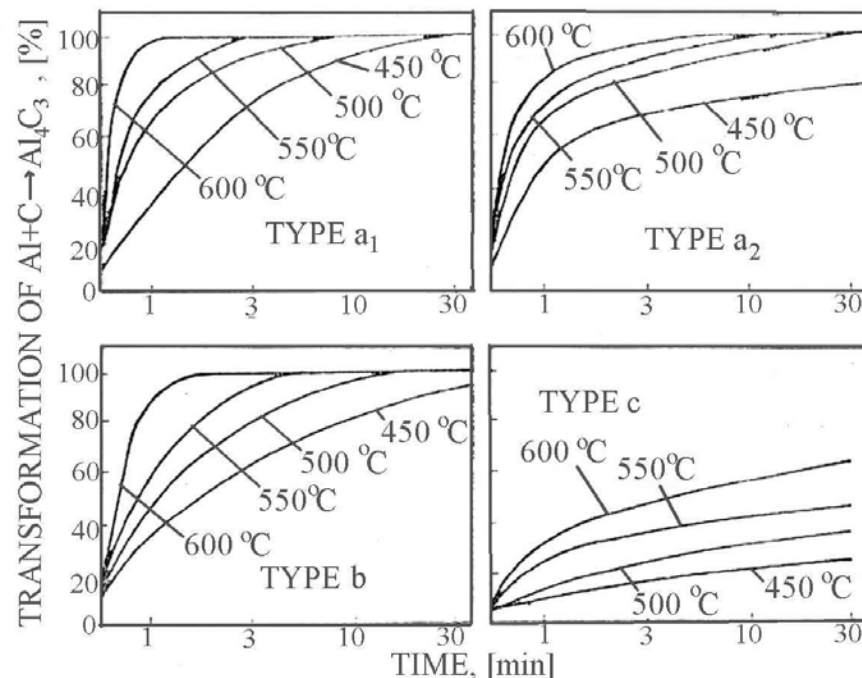 TRANSFORMATION OF Al+C→Al₄C₃ , [%]
100
80
60
40
20
0
450 °C
500 °C
550°C
600 °C
TYPE a₁
1 3 10 30
600 °C
450 °C
500 °C
550°C
TYPE a₂
1 3 10 30
100
80
60
40
20
0
450 °C
500 °C
550°C
600 °C
TYPE b
1 3 10 30
TYPE c
600 °C
550°C
500 °C
450 °C
1 3 10 30
TIME, [min]